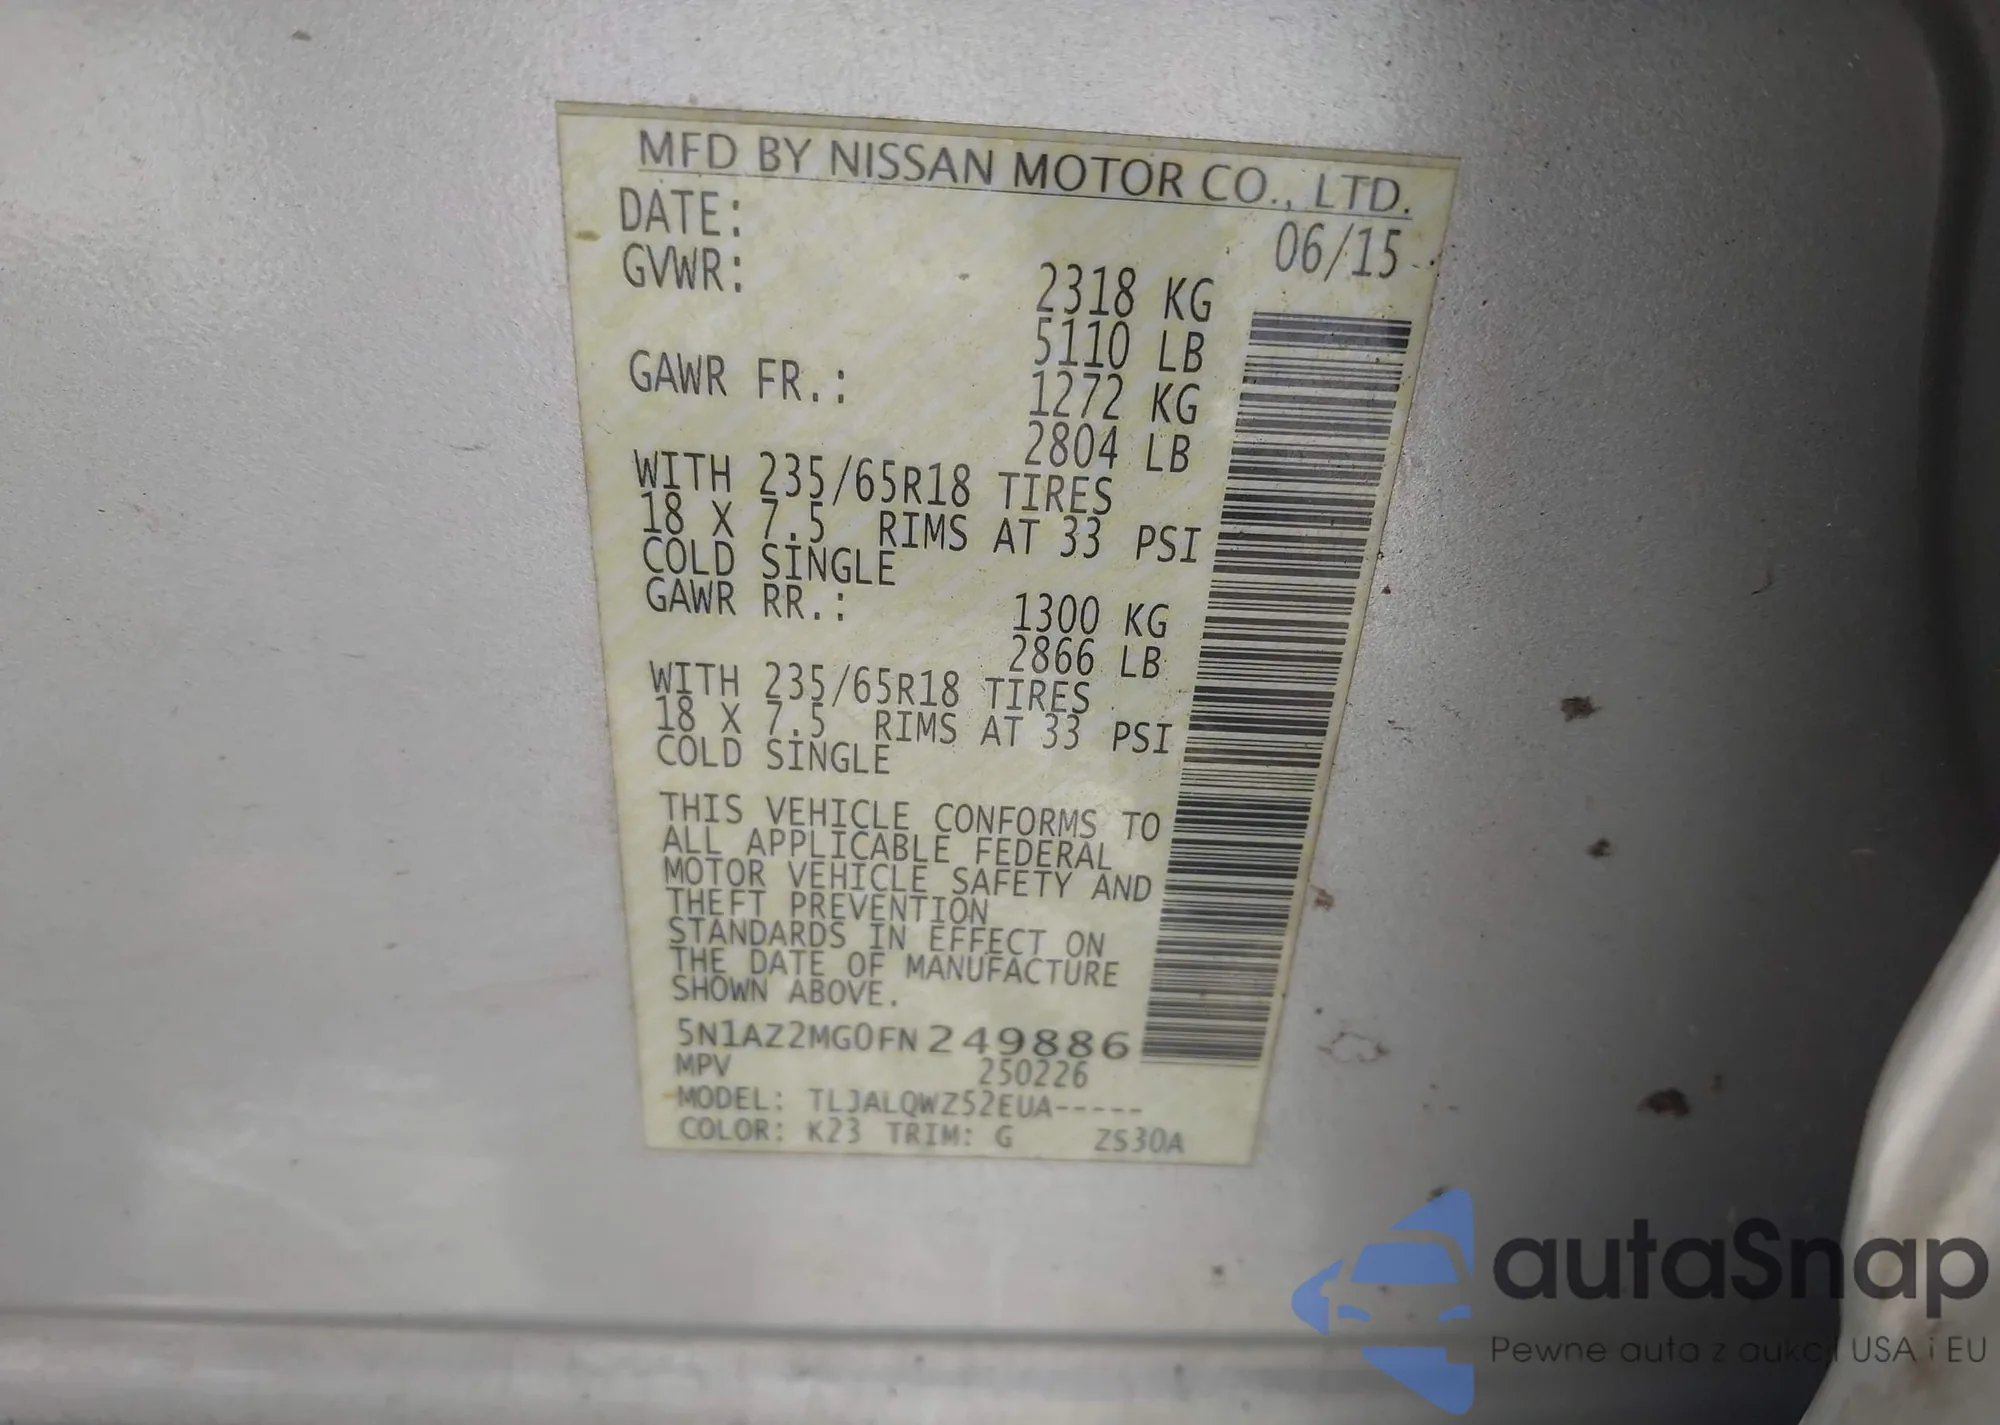 MFD BY NISSAN MOTOR CO., LTD.
DATE: 06/15
GVWR: 2318 KG
5110 LB
GAWR FR.: 1272 KG
2804 LB
WITH 235/65R18 TIRES
18 X 7.5 RIMS AT 33 PSI
COLD SINGLE
GAWR RR.: 1300 KG
2866 LB
WITH 235/65R18 TIRES
18 X 7.5 RIMS AT 33 PSI
COLD SINGLE
THIS VEHICLE CONFORMS TO
ALL APPLICABLE FEDERAL
MOTOR VEHICLE SAFETY AND
THEFT PREVENTION
STANDARDS IN EFFECT ON
THE DATE OF MANUFACTURE
SHOWN ABOVE.
5N1AZ2MG0FN249886
MPV 250226
MODEL: TLJALQWZ52EUA-----
COLOR: K23 TRIM: G ZS30A
autaSnap
Pewne auta z aukcji USA i EU